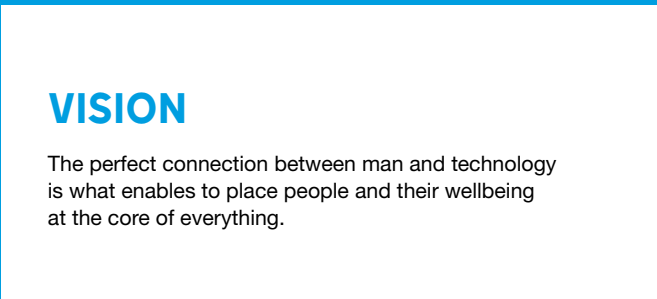 VISION
The perfect connection between man and technology
is what enables to place people and their wellbeing
at the core of everything.